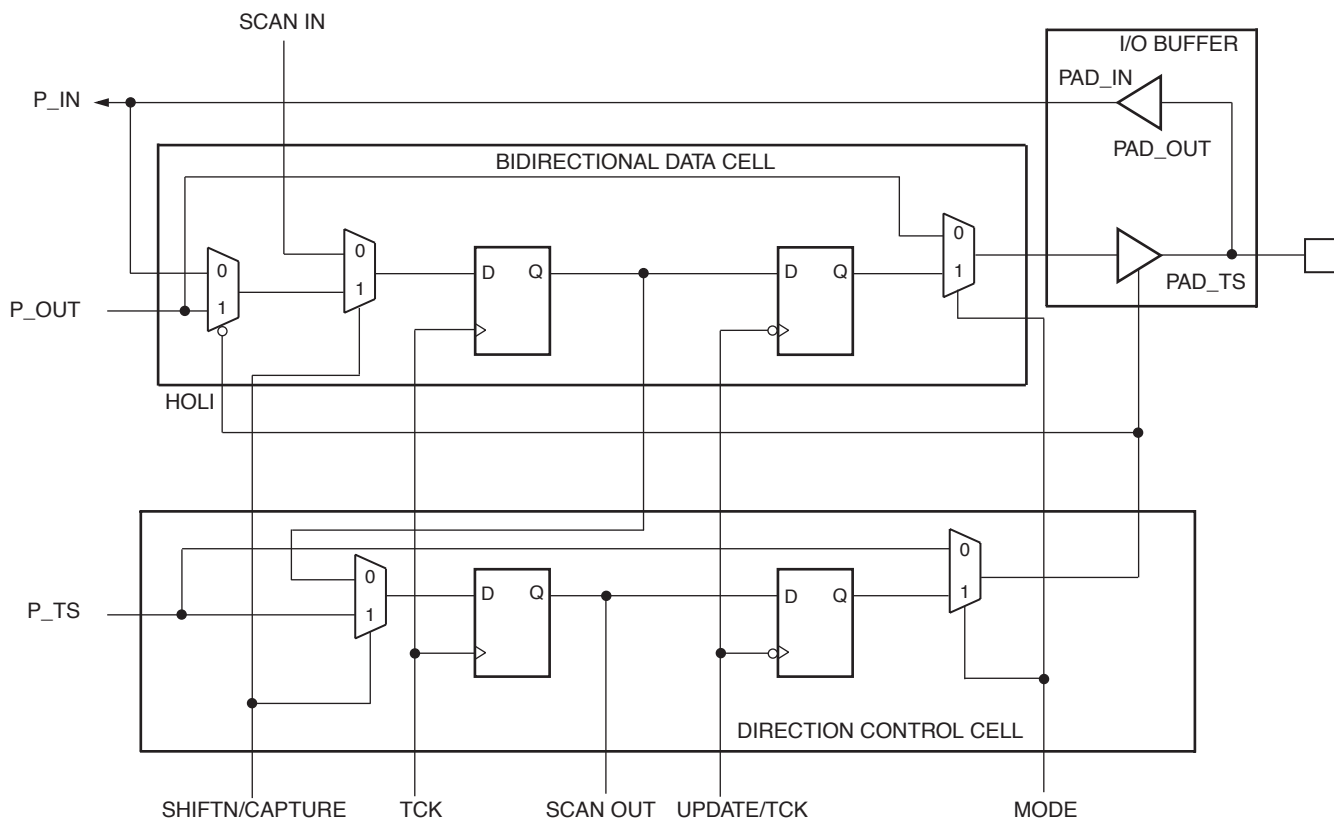 SCAN IN
I/O BUFFER
PAD_IN
P_IN
PAD_OUT
BIDIRECTIONAL DATA CELL
0
0
0
1
1
1
D Q
D Q
PAD_TS
P_OUT
HOLI
0
0
1
1
D Q
D Q
P_TS
DIRECTION CONTROL CELL
SHIFTN/CAPTURE
TCK
SCAN OUT
UPDATE/TCK
MODE